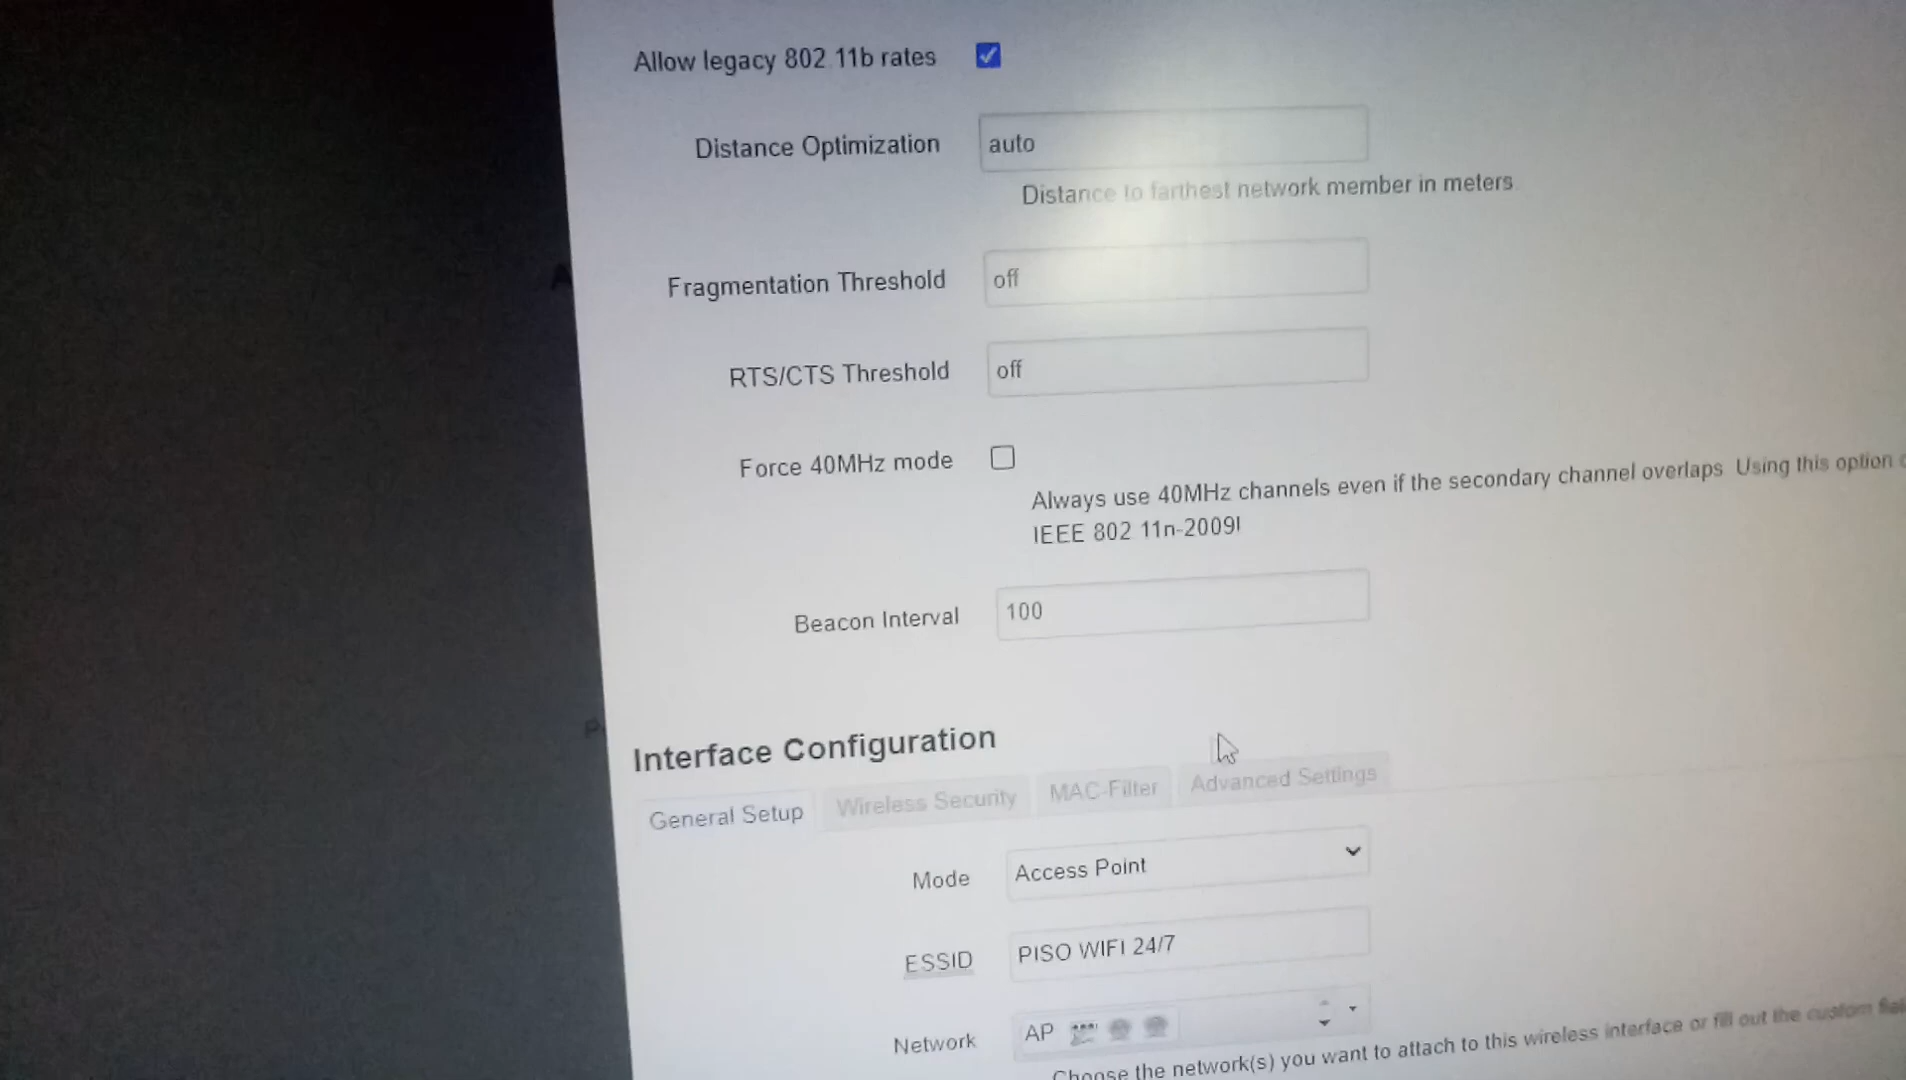 Allow legacy 802.11b rates
Distance Optimization
auto
Distance to farthest network member in meters.
Fragmentation Threshold
off
RTS/CTS Threshold
off
Force 40MHz mode
Always use 40MHz channels even if the secondary channel overlaps. Using this option
IEEE 802.11n-2009!
Beacon Interval
100
Interface Configuration
General Setup
Wireless Security
MAC-Filter
Advanced Settings
Mode
Access Point
ESSID
PISO WIFI 24/7
Network
AP
Choose the network(s) you want to attach to this wireless interface or fill out the custom